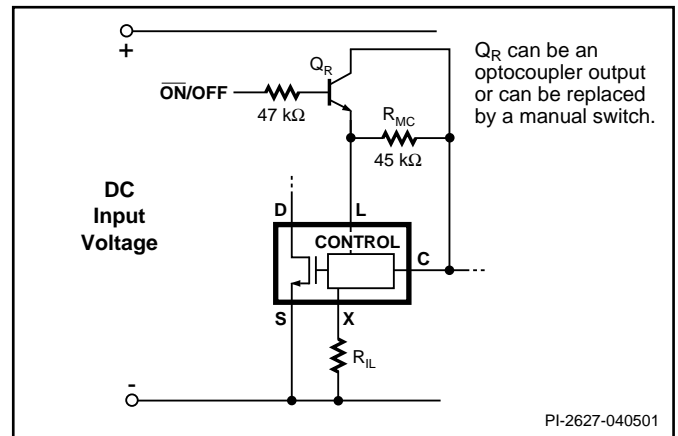 +
Q_R
ON/OFF
47 kΩ
R_MC
45 kΩ
Q_R can be an
optocoupler output
or can be replaced
by a manual switch.
DC
Input
Voltage
D
L
CONTROL
C
S
X
R_IL
-
PI-2627-040501